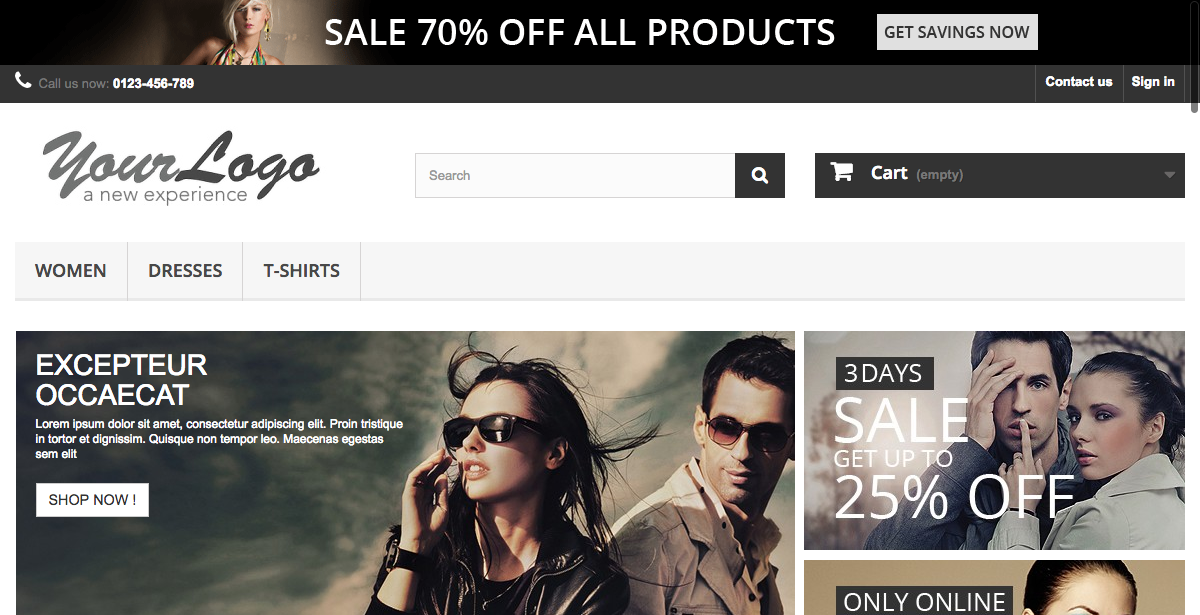 SALE 70% OFF ALL PRODUCTS
GET SAVINGS NOW
Call us now: 0123-456-789
Contact us
Sign in
YourLogo
a new experience
Search
Cart (empty)
WOMEN
DRESSES
T-SHIRTS
EXCEPTEUR
OCCAECAT
Lorem ipsum dolor sit amet, consectetur adipiscing elit. Proin tristique
in tortor et dignissim. Quisque non tempor leo. Maecenas egestas
sem elit
SHOP NOW !
3DAYS
SALE
GET UP TO
25% OFF
ONLY ONLINE